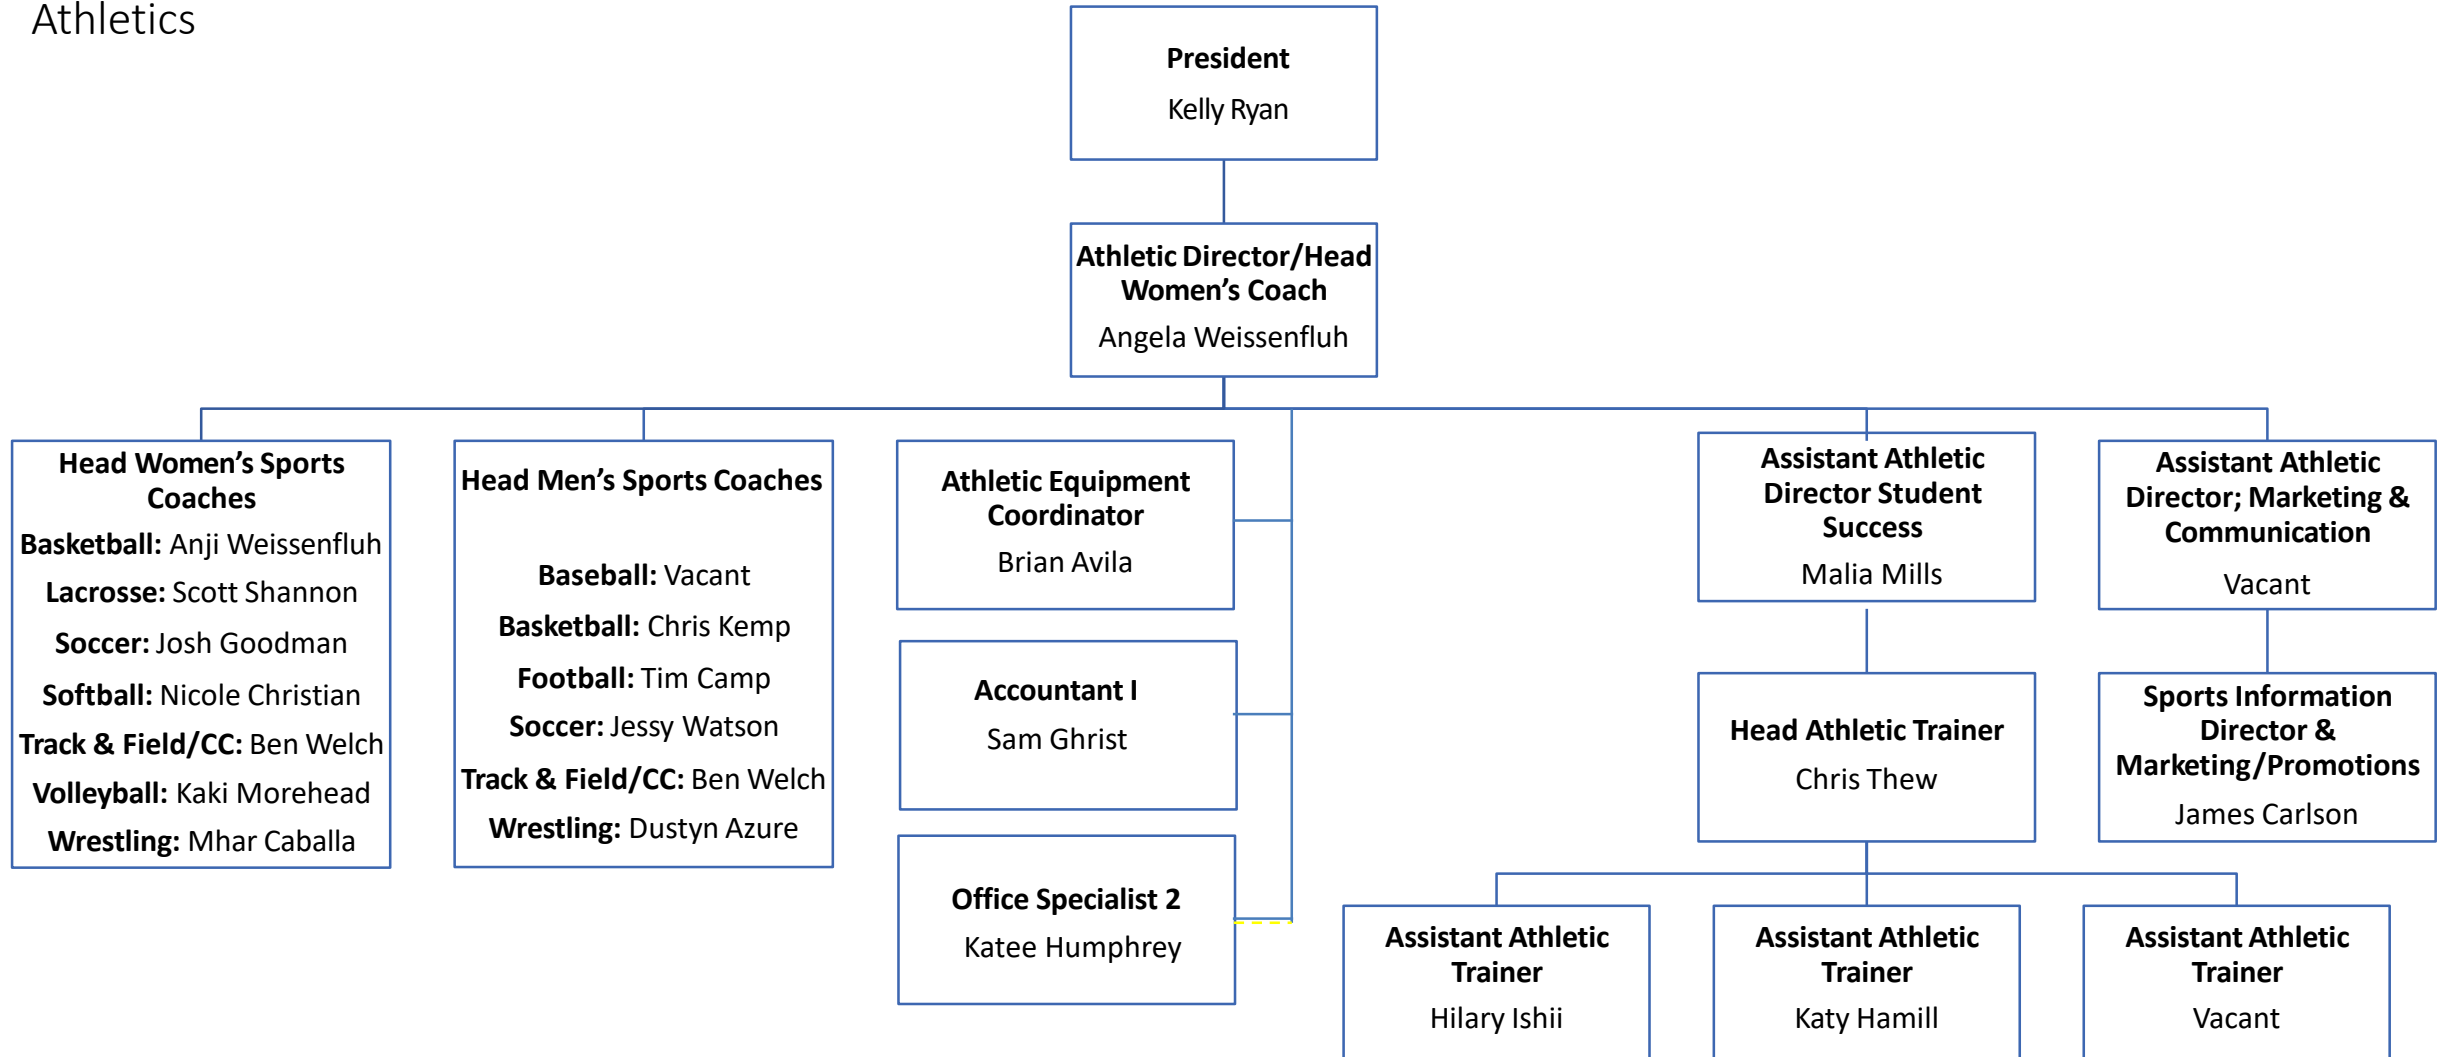 Athletics
President
Kelly Ryan
Athletic Director/Head
Women’s Coach
Angela Weissenfluh
Head Women’s Sports
Coaches
Basketball: Anji Weissenfluh
Lacrosse: Scott Shannon
Soccer: Josh Goodman
Softball: Nicole Christian
Track & Field/CC: Ben Welch
Volleyball: Kaki Morehead
Wrestling: Mhar Caballa
Head Men’s Sports Coaches
Baseball: Vacant
Basketball: Chris Kemp
Football: Tim Camp
Soccer: Jessy Watson
Track & Field/CC: Ben Welch
Wrestling: Dustyn Azure
Athletic Equipment
Coordinator
Brian Avila
Accountant I
Sam Ghrist
Office Specialist 2
Katee Humphrey
Assistant Athletic
Director Student
Success
Malia Mills
Head Athletic Trainer
Chris Thew
Assistant Athletic
Trainer
Hilary Ishii
Assistant Athletic
Trainer
Katy Hamill
Assistant Athletic
Trainer
Vacant
Assistant Athletic
Director; Marketing &
Communication
Vacant
Sports Information
Director &
Marketing/Promotions
James Carlson